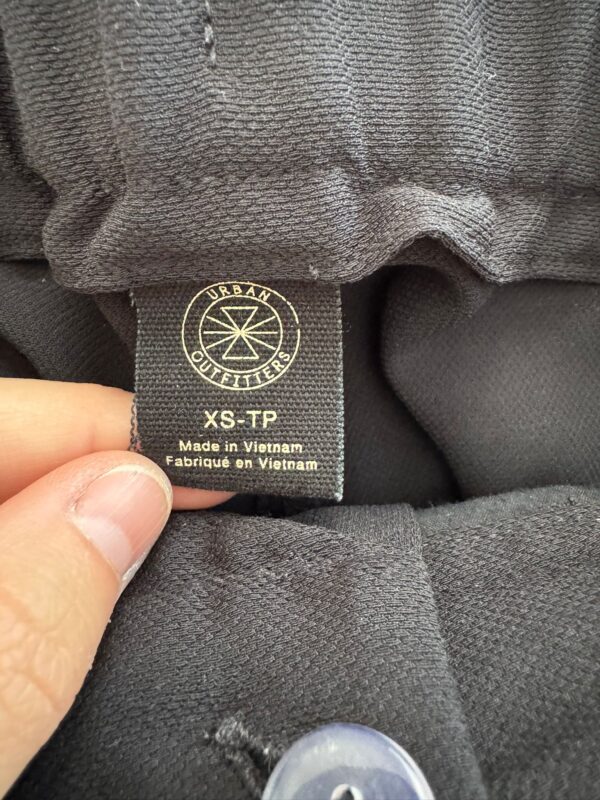 URBAN
OUTFITTERS
XS-TP
Made in Vietnam
Fabriqué en Vietnam